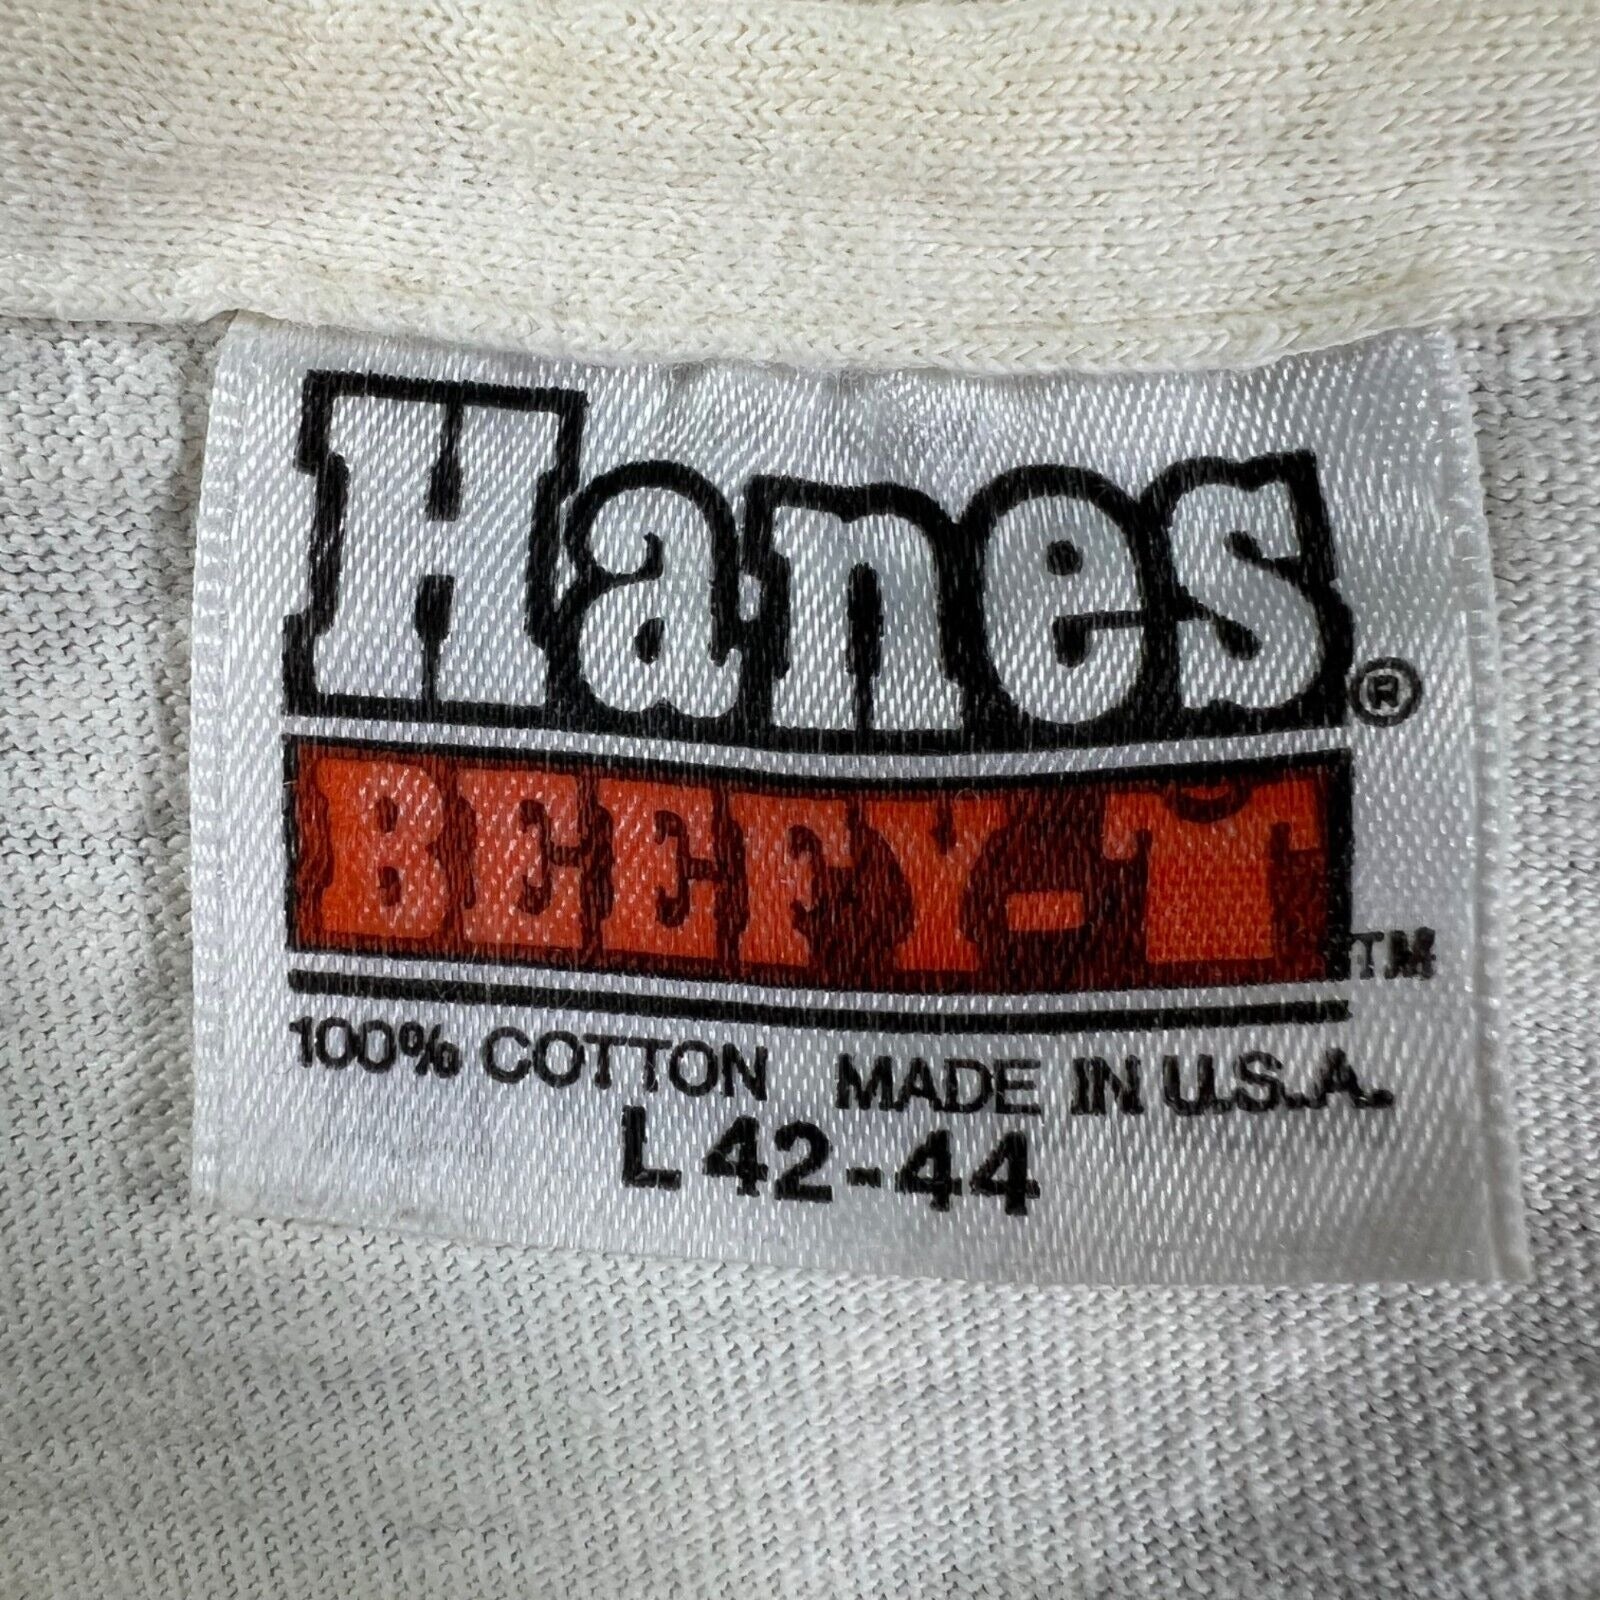 Hanes®
BEEFY-T™
100% COTTON MADE IN U.S.A.
L 42-44